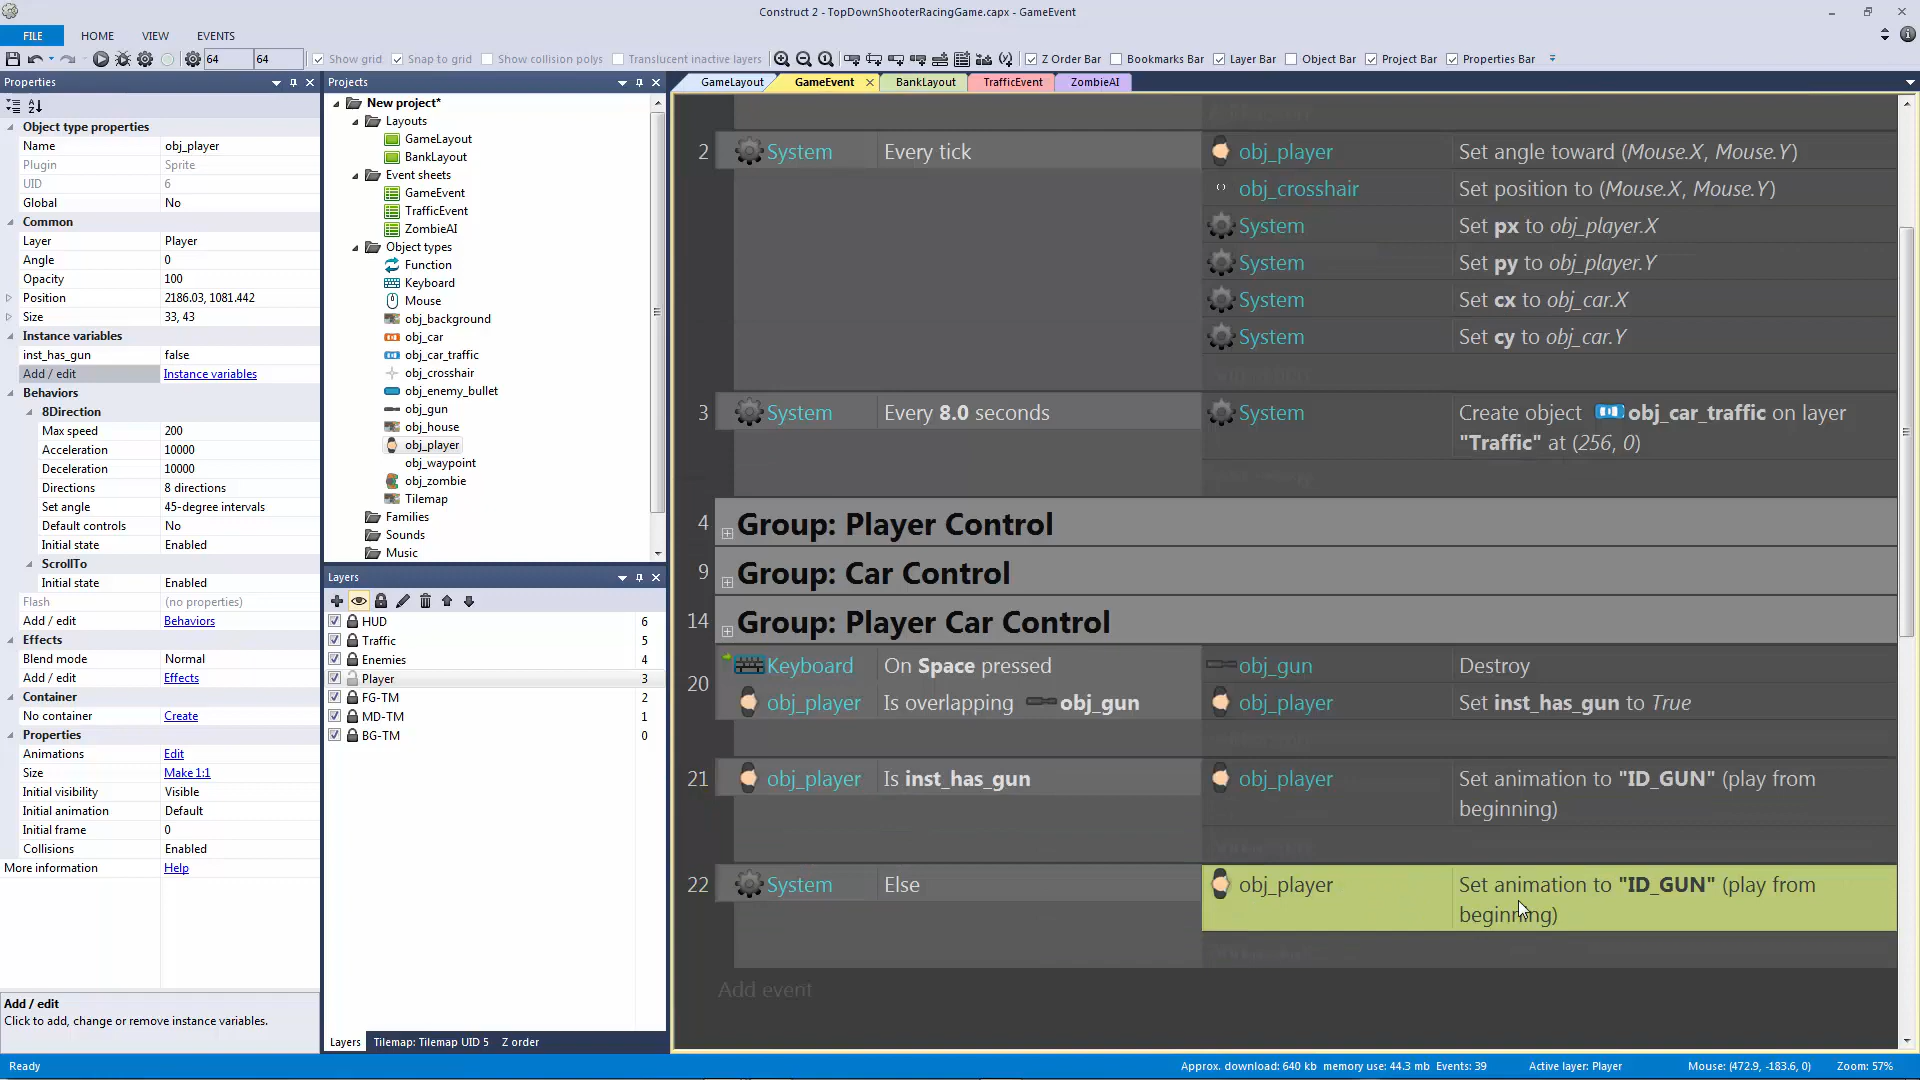 Construct 2 - TopDownShooterRacingGame.capx - GameEvent
FILE HOME VIEW EVENTS
64 64 Show grid Snap to grid Show collision polys Translucent inactive layers Z Order Bar Bookmarks Bar Layer Bar Object Bar Project Bar Properties Bar
Properties
Object type properties
Name obj_player
Plugin Sprite
UID 6
Global No
Common
Layer Player
Angle 0
Opacity 100
Position 2186.03, 1081.442
Size 33, 43
Instance variables
inst_has_gun false
Add / edit Instance variables
Behaviors
8Direction
Max speed 200
Acceleration 10000
Deceleration 10000
Directions 8 directions
Set angle 45-degree intervals
Default controls No
Initial state Enabled
ScrollTo
Initial state Enabled
Flash (no properties)
Add / edit Behaviors
Effects
Blend mode Normal
Add / edit Effects
Container
No container Create
Properties
Animations Edit
Size Make 1:1
Initial visibility Visible
Initial animation Default
Initial frame 0
Collisions Enabled
More information Help
Add / edit
Click to add, change or remove instance variables.
Projects
New project*
Layouts
GameLayout
BankLayout
Event sheets
GameEvent
TrafficEvent
ZombieAI
Object types
Function
Keyboard
Mouse
obj_background
obj_car
obj_car_traffic
obj_crosshair
obj_enemy_bullet
obj_gun
obj_house
obj_player
obj_waypoint
obj_zombie
Tilemap
Families
Sounds
Music
Layers
HUD 6
Traffic 5
Enemies 4
Player 3
FG-TM 2
MD-TM 1
BG-TM 0
Layers Tilemap: Tilemap UID 5 Z order
GameLayout GameEvent BankLayout TrafficEvent ZombieAI
2 System Every tick obj_player Set angle toward (Mouse.X, Mouse.Y)
obj_crosshair Set position to (Mouse.X, Mouse.Y)
System Set px to obj_player.X
System Set py to obj_player.Y
System Set cx to obj_car.X
System Set cy to obj_car.Y
3 System Every 8.0 seconds System Create object obj_car_traffic on layer
"Traffic" at (256, 0)
4 Group: Player Control
9 Group: Car Control
14 Group: Player Car Control
20 Keyboard On Space pressed obj_gun Destroy
obj_player Is overlapping obj_gun obj_player Set inst_has_gun to True
21 obj_player Is inst_has_gun obj_player Set animation to "ID_GUN" (play from
beginning)
22 System Else obj_player Set animation to "ID_GUN" (play from
beginning)
Add event
Ready Approx. download: 640 kb memory use: 44.3 mb Events: 39 Active layer: Player Mouse: (472.9, -183.6, 0) Zoom: 57%